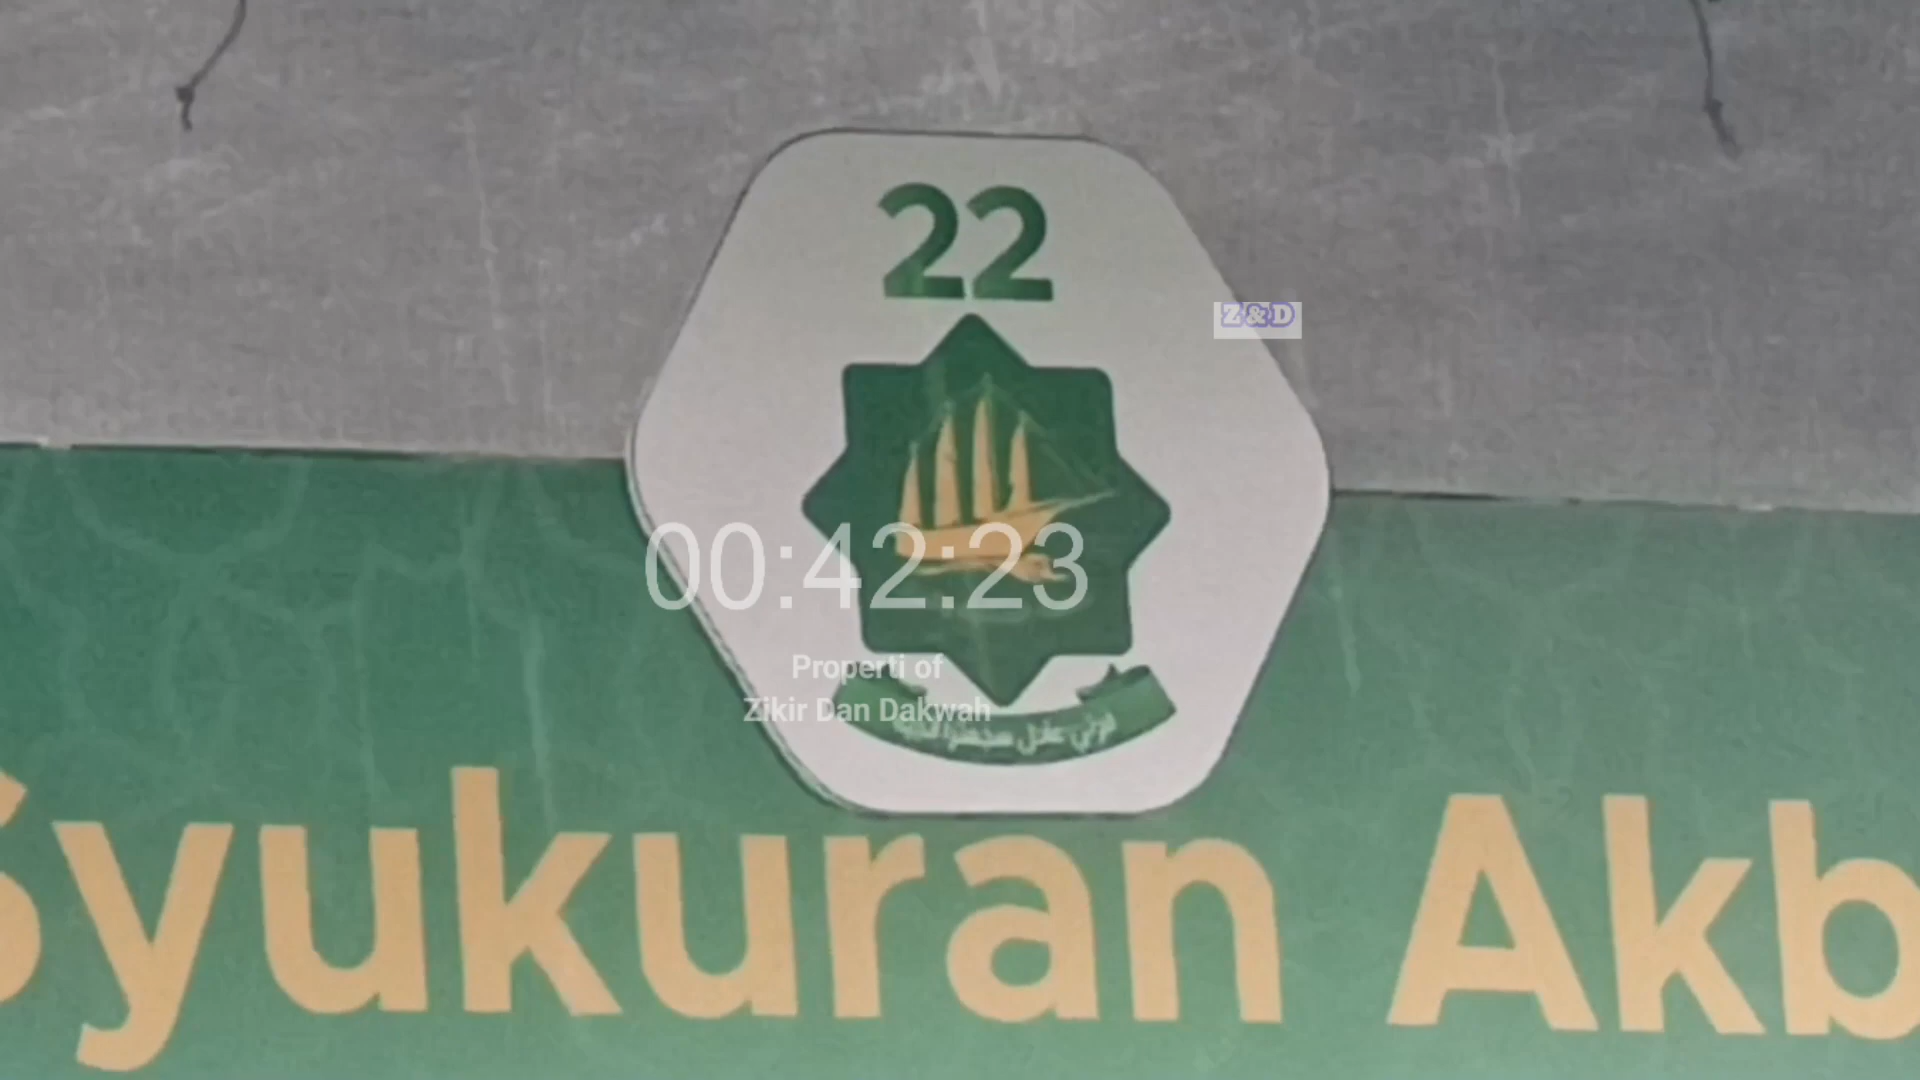 22
Z&D
00:42:23
Properti of
Zikir Dan Dakwah
Syukuran Akb